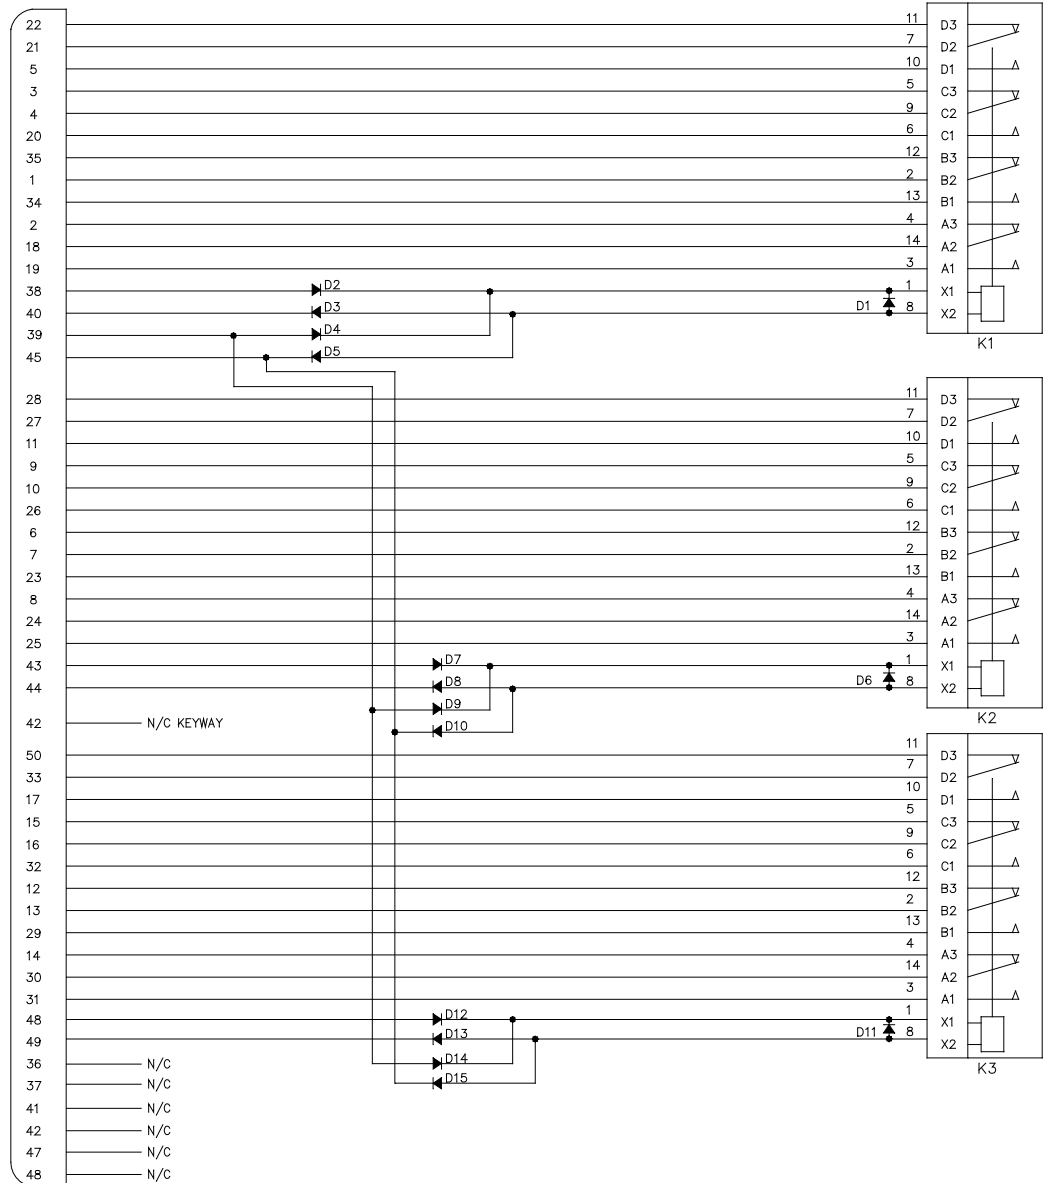 22 11 D3
21 7 D2
5 10 D1
3 5 C3
4 9 C2
20 6 C1
35 12 B3
1 2 B2
34 13 B1
2 4 A3
18 14 A2
19 3 A1
38 D2 1 X1
40 D3 D1 8 X2
39 D4
K1
45 D5
28 11 D3
27 7 D2
11 10 D1
9 5 C3
10 9 C2
26 6 C1
6 12 B3
7 2 B2
23 13 B1
8 4 A3
24 14 A2
25 3 A1
43 D7 1 X1
44 D8 D6 8 X2
D9
K2
42 N/C KEYWAY
D10
50 11 D3
33 7 D2
17 10 D1
15 5 C3
16 9 C2
32 6 C1
12 12 B3
13 2 B2
29 13 B1
14 4 A3
30 14 A2
31 3 A1
48 D12 1 X1
49 D13 D11 8 X2
36 N/C D14
K3
37 N/C D15
41 N/C
42 N/C
47 N/C
48 N/C